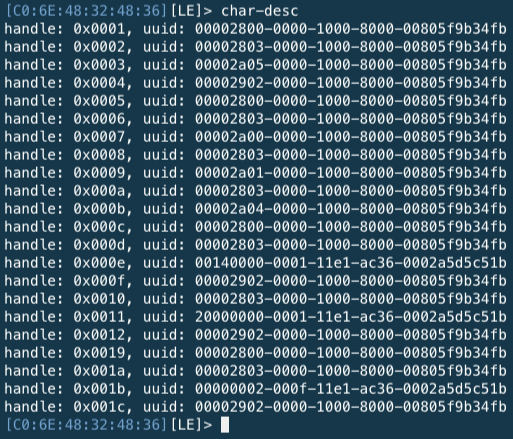 [C0:6E:48:32:48:36][LE]> char-desc
handle: 0x0001, uuid: 00002800-0000-1000-8000-00805f9b34fb
handle: 0x0002, uuid: 00002803-0000-1000-8000-00805f9b34fb
handle: 0x0003, uuid: 00002a05-0000-1000-8000-00805f9b34fb
handle: 0x0004, uuid: 00002902-0000-1000-8000-00805f9b34fb
handle: 0x0005, uuid: 00002800-0000-1000-8000-00805f9b34fb
handle: 0x0006, uuid: 00002803-0000-1000-8000-00805f9b34fb
handle: 0x0007, uuid: 00002a00-0000-1000-8000-00805f9b34fb
handle: 0x0008, uuid: 00002803-0000-1000-8000-00805f9b34fb
handle: 0x0009, uuid: 00002a01-0000-1000-8000-00805f9b34fb
handle: 0x000a, uuid: 00002803-0000-1000-8000-00805f9b34fb
handle: 0x000b, uuid: 00002a04-0000-1000-8000-00805f9b34fb
handle: 0x000c, uuid: 00002800-0000-1000-8000-00805f9b34fb
handle: 0x000d, uuid: 00002803-0000-1000-8000-00805f9b34fb
handle: 0x000e, uuid: 00140000-0001-11e1-ac36-0002a5d5c51b
handle: 0x000f, uuid: 00002902-0000-1000-8000-00805f9b34fb
handle: 0x0010, uuid: 00002803-0000-1000-8000-00805f9b34fb
handle: 0x0011, uuid: 20000000-0001-11e1-ac36-0002a5d5c51b
handle: 0x0012, uuid: 00002902-0000-1000-8000-00805f9b34fb
handle: 0x0019, uuid: 00002800-0000-1000-8000-00805f9b34fb
handle: 0x001a, uuid: 00002803-0000-1000-8000-00805f9b34fb
handle: 0x001b, uuid: 00000002-000f-11e1-ac36-0002a5d5c51b
handle: 0x001c, uuid: 00002902-0000-1000-8000-00805f9b34fb
[C0:6E:48:32:48:36][LE]>